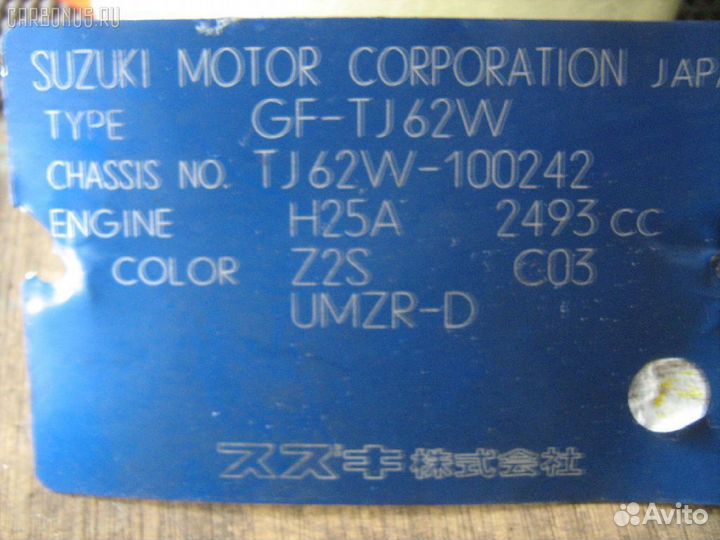 CARBONUS.RU
SUZUKI MOTOR CORPORATION JAPA
TYPE GF-TJ62W
CHASSIS NO. TJ62W-100242
ENGINE H25A 2493 cc
COLOR Z2S C03
UMZR-D
スズキ株式会社
Avito